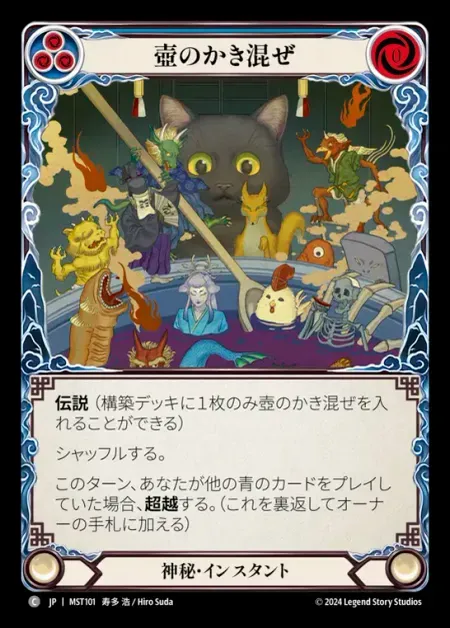 壺のかき混ぜ
0
伝説 (構築デッキに1枚のみ壺のかき混ぜを入
れることができる)
シャッフルする。
このターン、あなたが他の青のカードをプレイし
ていた場合、超越する。(これを裏返してオーナ
ーの手札に加える)
神秘・インスタント
C JP | MST101 寿多 浩 / Hiro Suda
© 2024 Legend Story Studios